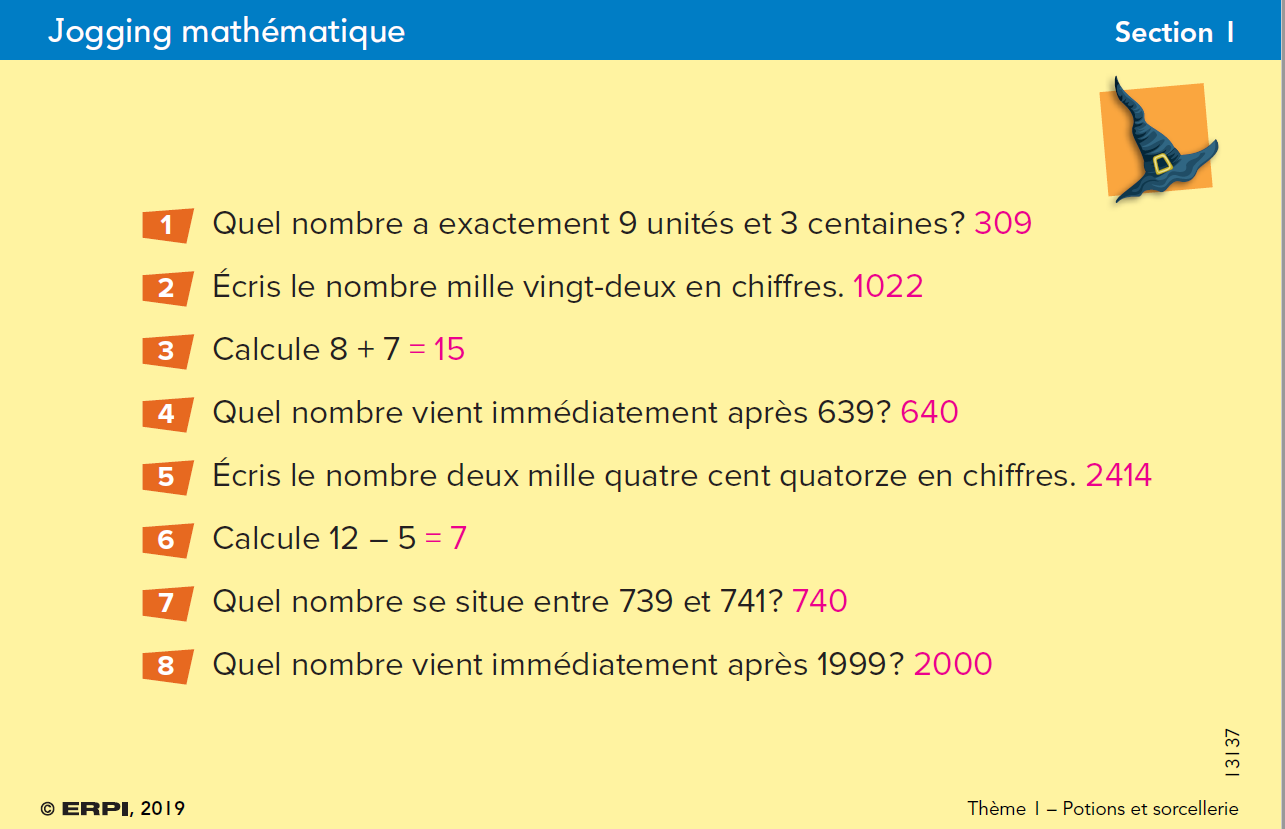 Jogging mathématique
Section 1
1 Quel nombre a exactement 9 unités et 3 centaines? 309
2 Écris le nombre mille vingt-deux en chiffres. 1022
3 Calcule 8 + 7 = 15
4 Quel nombre vient immédiatement après 639? 640
5 Écris le nombre deux mille quatre cent quatorze en chiffres. 2414
6 Calcule 12 – 5 = 7
7 Quel nombre se situe entre 739 et 741? 740
8 Quel nombre vient immédiatement après 1999? 2000
13137
© ERPI, 2019
Thème 1 – Potions et sorcellerie